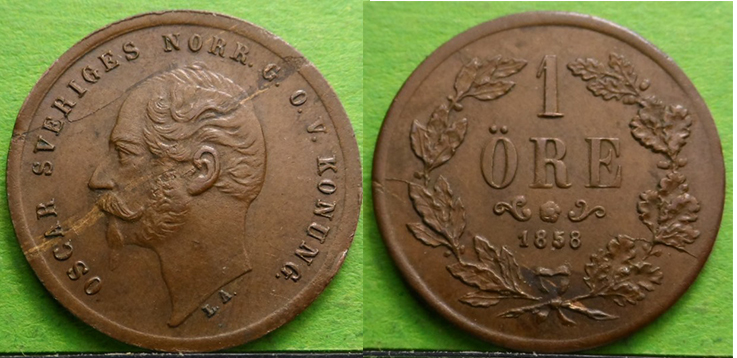 OSCAR SVERIGES NORR. G. O. V. KONUNG.
L.A.
1
ÖRE
1858